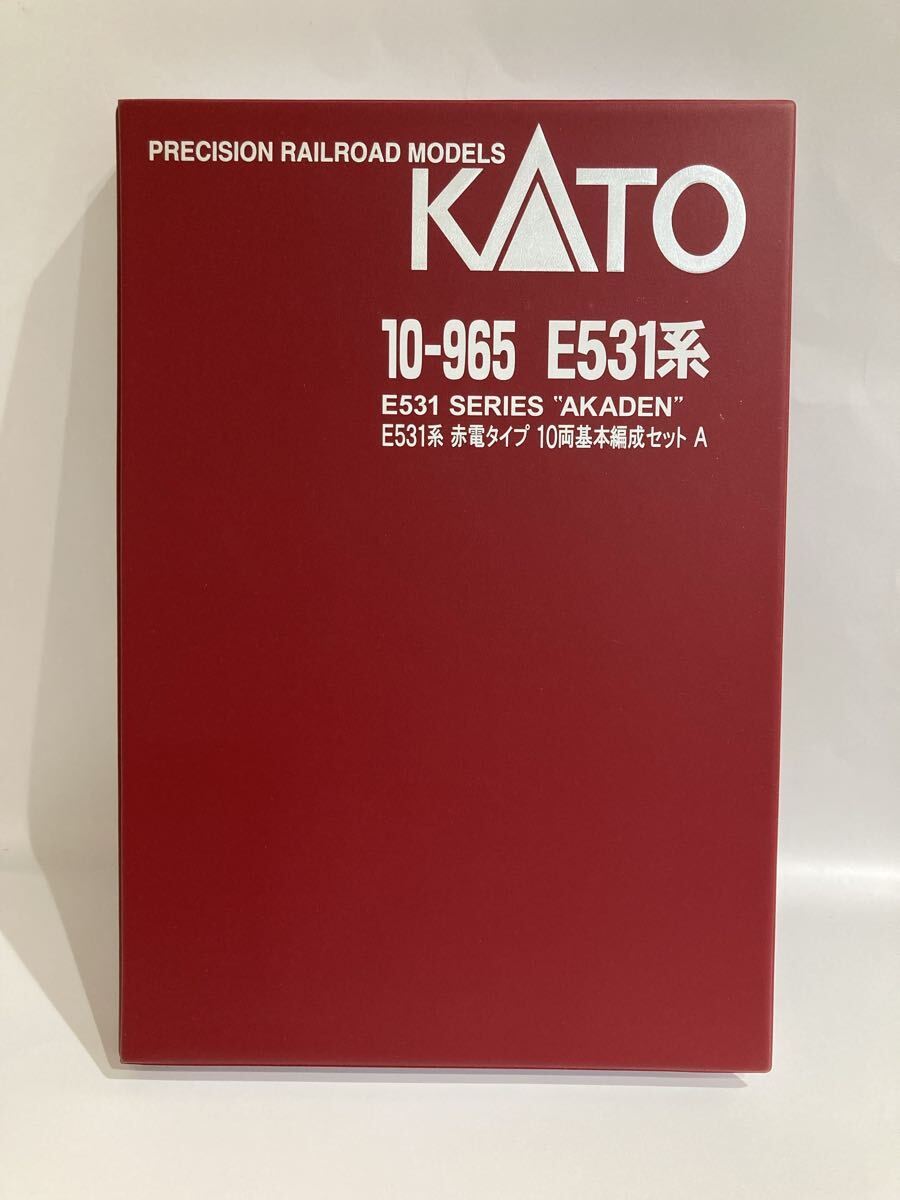 PRECISION RAILROAD MODELS
KATO
10-965 E531系
E531 SERIES “AKADEN”
E531系 赤電タイプ 10両基本編成セット A